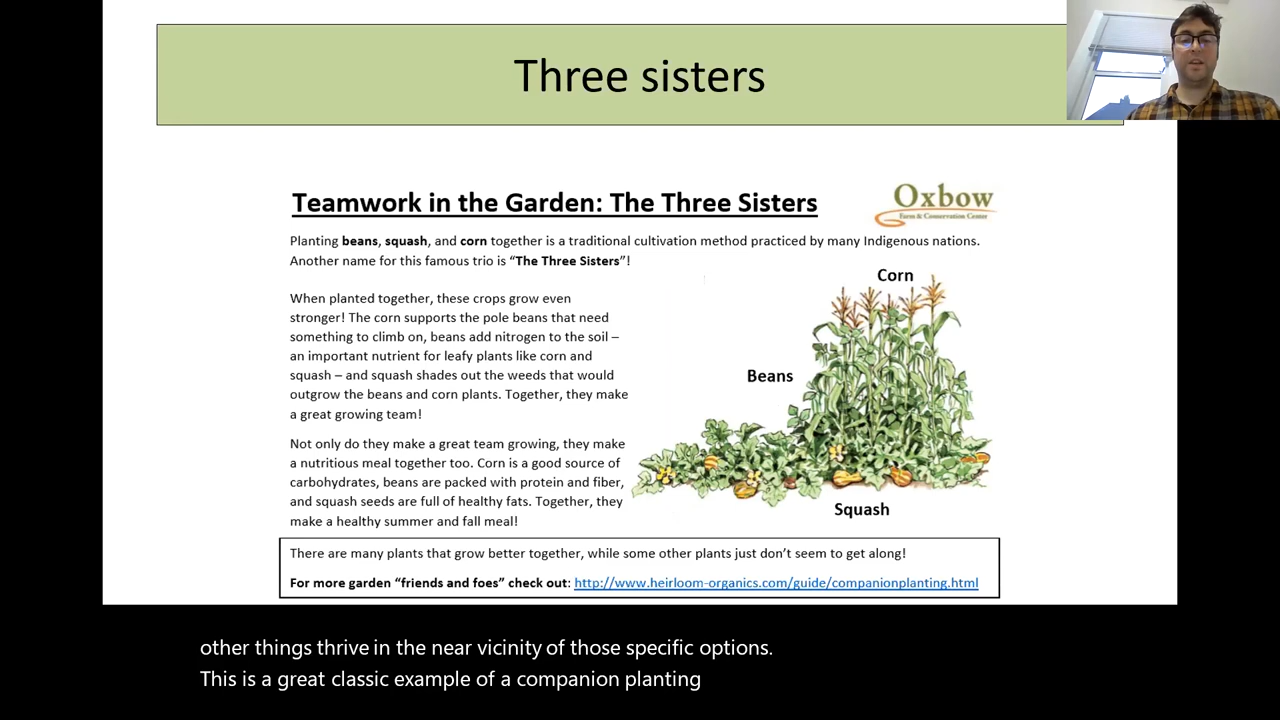 Three sisters
Teamwork in the Garden: The Three Sisters
Oxbow
Farm & Conservation Center
Planting beans, squash, and corn together is a traditional cultivation method practiced by many Indigenous nations.
Another name for this famous trio is “The Three Sisters”!
When planted together, these crops grow even
stronger! The corn supports the pole beans that need
something to climb on, beans add nitrogen to the soil –
an important nutrient for leafy plants like corn and
squash – and squash shades out the weeds that would
outgrow the beans and corn plants. Together, they make
a great growing team!
Not only do they make a great team growing, they make
a nutritious meal together too. Corn is a good source of
carbohydrates, beans are packed with protein and fiber,
and squash seeds are full of healthy fats. Together, they
make a healthy summer and fall meal!
Corn
Beans
Squash
There are many plants that grow better together, while some other plants just don’t seem to get along!
For more garden “friends and foes” check out: http://www.heirloom-organics.com/guide/companionplanting.html
other things thrive in the near vicinity of those specific options.
This is a great classic example of a companion planting